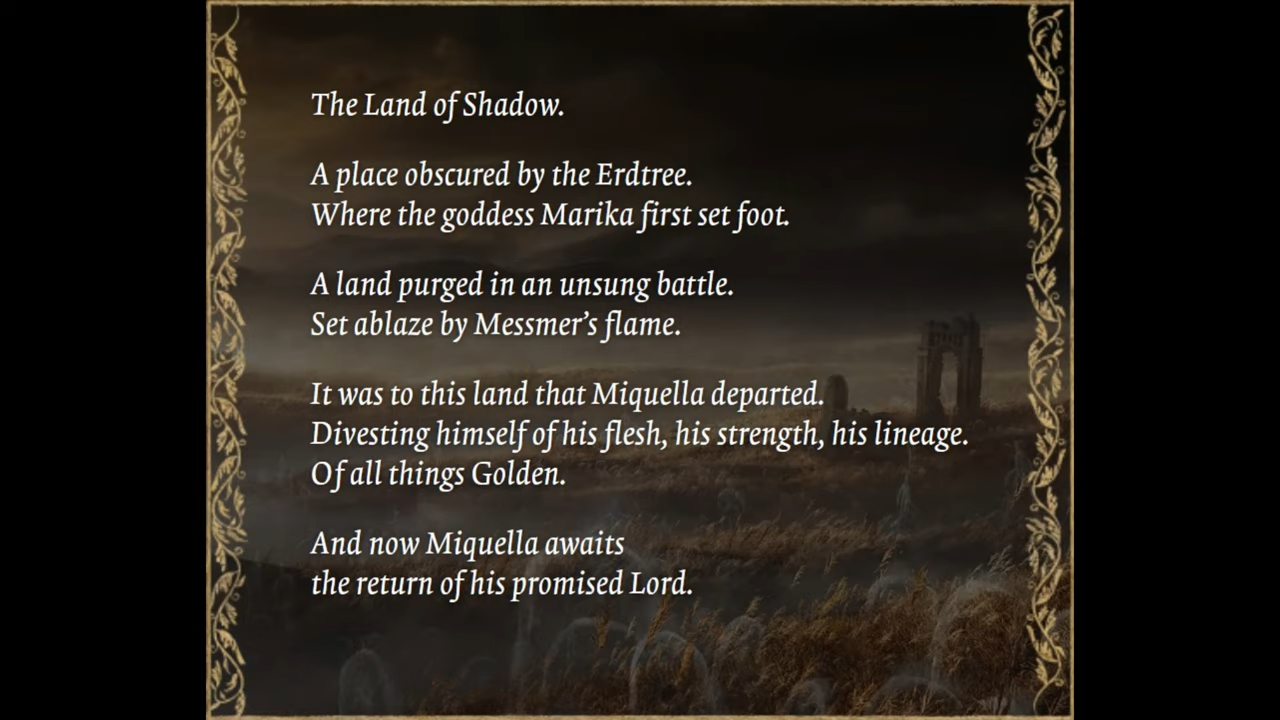 The Land of Shadow.
A place obscured by the Erdtree.
Where the goddess Marika first set foot.
A land purged in an unsung battle.
Set ablaze by Messmer’s flame.
It was to this land that Miquella departed.
Divesting himself of his flesh, his strength, his lineage.
Of all things Golden.
And now Miquella awaits
the return of his promised Lord.